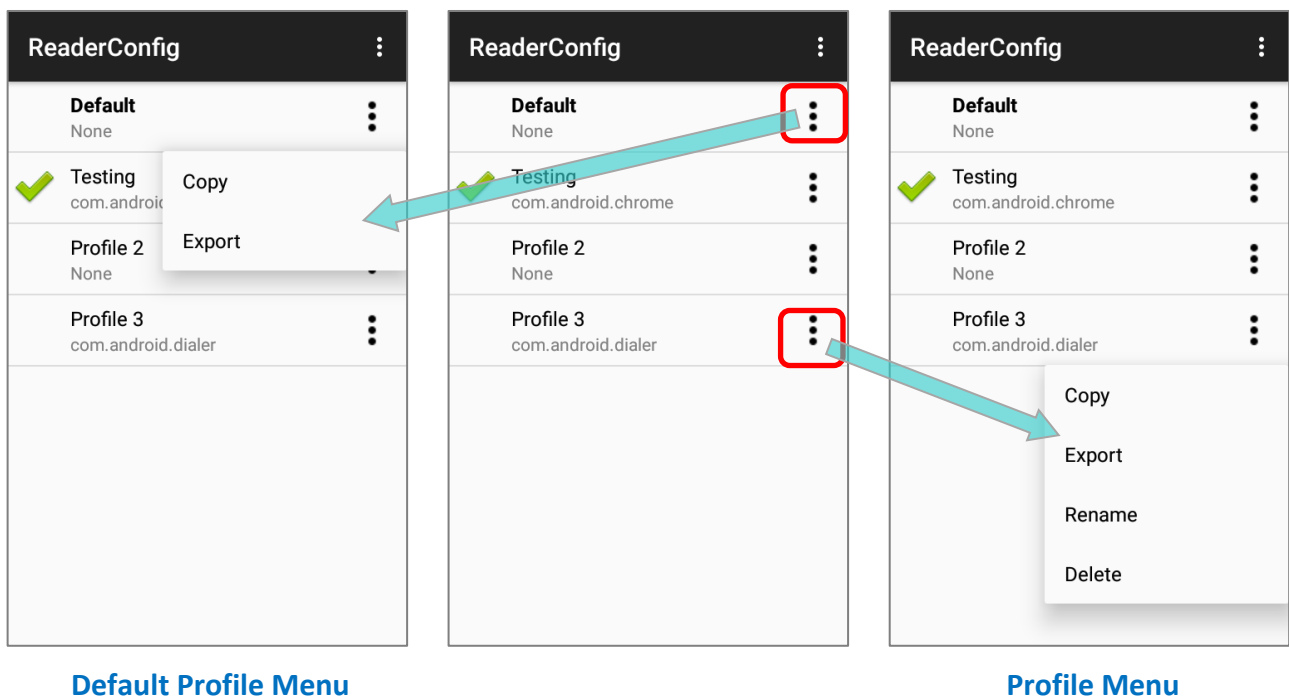 ReaderConfig
Default
None
Testing
com.androi
Copy
Export
Profile 2
None
Profile 3
com.android.dialer
Default Profile Menu
ReaderConfig
Default
None
Testing
com.android.chrome
Profile 2
None
Profile 3
com.android.dialer
ReaderConfig
Default
None
Testing
com.android.chrome
Profile 2
None
Profile 3
com.android.dialer
Copy
Export
Rename
Delete
Profile Menu